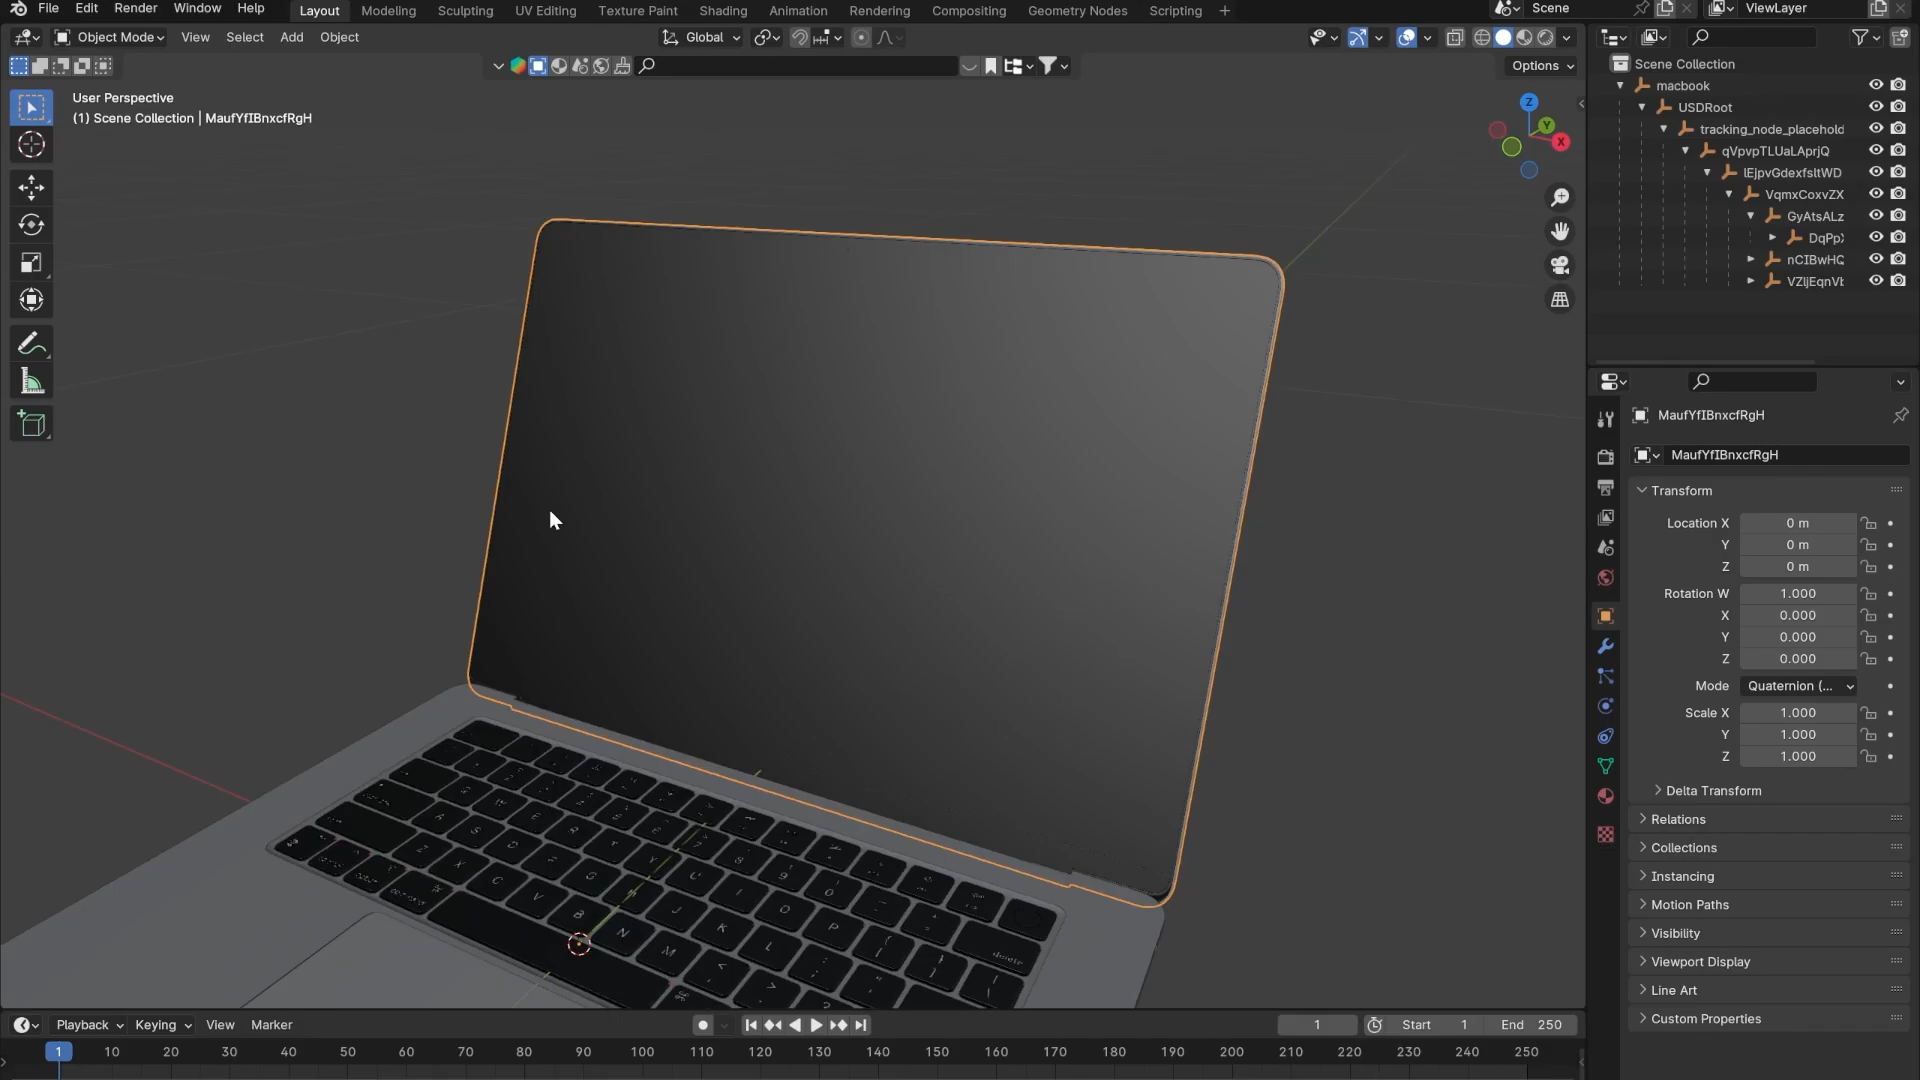 File Edit Render Window Help Layout Modeling Sculpting UV Editing Texture Paint Shading Animation Rendering Compositing Geometry Nodes Scripting + Scene ViewLayer
Object Mode View Select Add Object Global
Options
User Perspective
(1) Scene Collection | MaufYfIBnxcfRgH
Z
Y
X
Scene Collection
macbook
USDRoot
tracking_node_placehold
qVpvpTLUaLAprjQ
lEjpvGdexfsltWD
VqmxCoxvZX
GyAtsALz
DqPp
nCIBwHQ
VZljEqnVt
MaufYfIBnxcfRgH
MaufYfIBnxcfRgH
Transform
Location X 0 m
Y 0 m
Z 0 m
Rotation W 1.000
X 0.000
Y 0.000
Z 0.000
Mode Quaternion (...
Scale X 1.000
Y 1.000
Z 1.000
Delta Transform
Relations
Collections
Instancing
Motion Paths
Visibility
Viewport Display
Line Art
Custom Properties
Playback Keying View Marker 1 Start 1 End 250
1 10 20 30 40 50 60 70 80 90 100 110 120 130 140 150 160 170 180 190 200 210 220 230 240 250